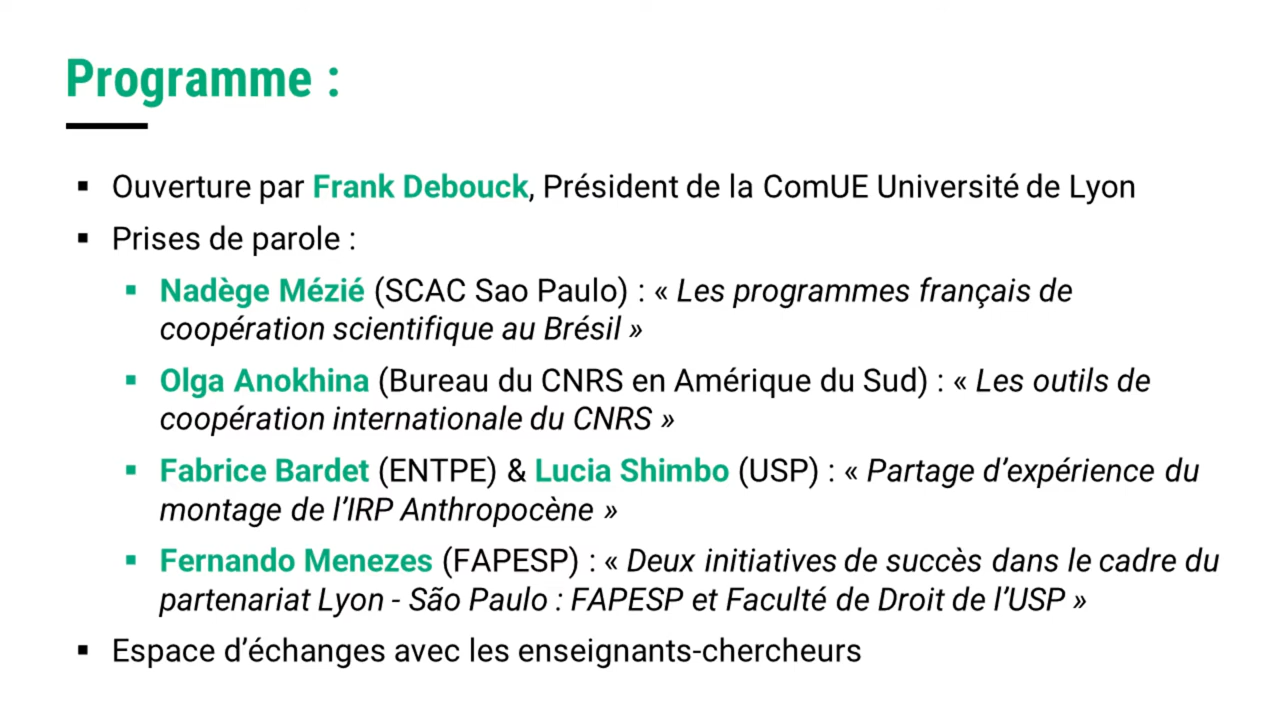 Programme :
▪ Ouverture par Frank Debouck, Président de la ComUE Université de Lyon
▪ Prises de parole :
▪ Nadège Mézié (SCAC Sao Paulo) : « Les programmes français de
coopération scientifique au Brésil »
▪ Olga Anokhina (Bureau du CNRS en Amérique du Sud) : « Les outils de
coopération internationale du CNRS »
▪ Fabrice Bardet (ENTPE) & Lucia Shimbo (USP) : « Partage d’expérience du
montage de l’IRP Anthropocène »
▪ Fernando Menezes (FAPESP) : « Deux initiatives de succès dans le cadre du
partenariat Lyon - São Paulo : FAPESP et Faculté de Droit de l’USP »
▪ Espace d’échanges avec les enseignants-chercheurs